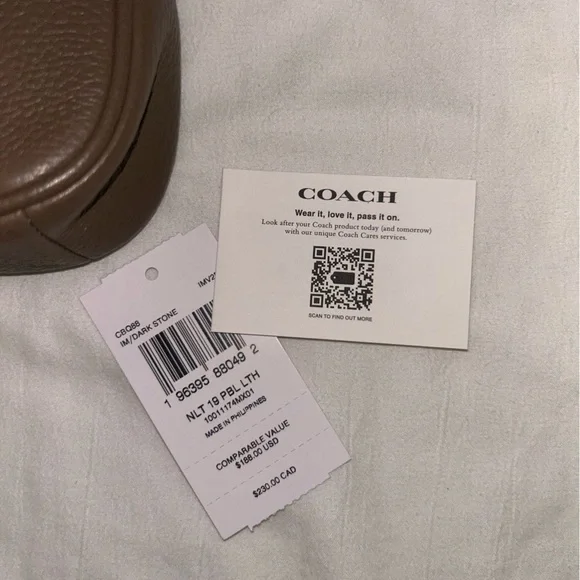 COACH
Wear it, love it, pass it on.
Look after your Coach product today (and tomorrow)
with our unique Coach Cares services.
SCAN TO FIND OUT MORE
CBQ88
IM/DARK STONE
1 96395 88049 2
NLT 19 PBL LTH
10011174MX01
MADE IN PHILIPPINES
COMPARABLE VALUE
$188.00 USD
$230.00 CAD